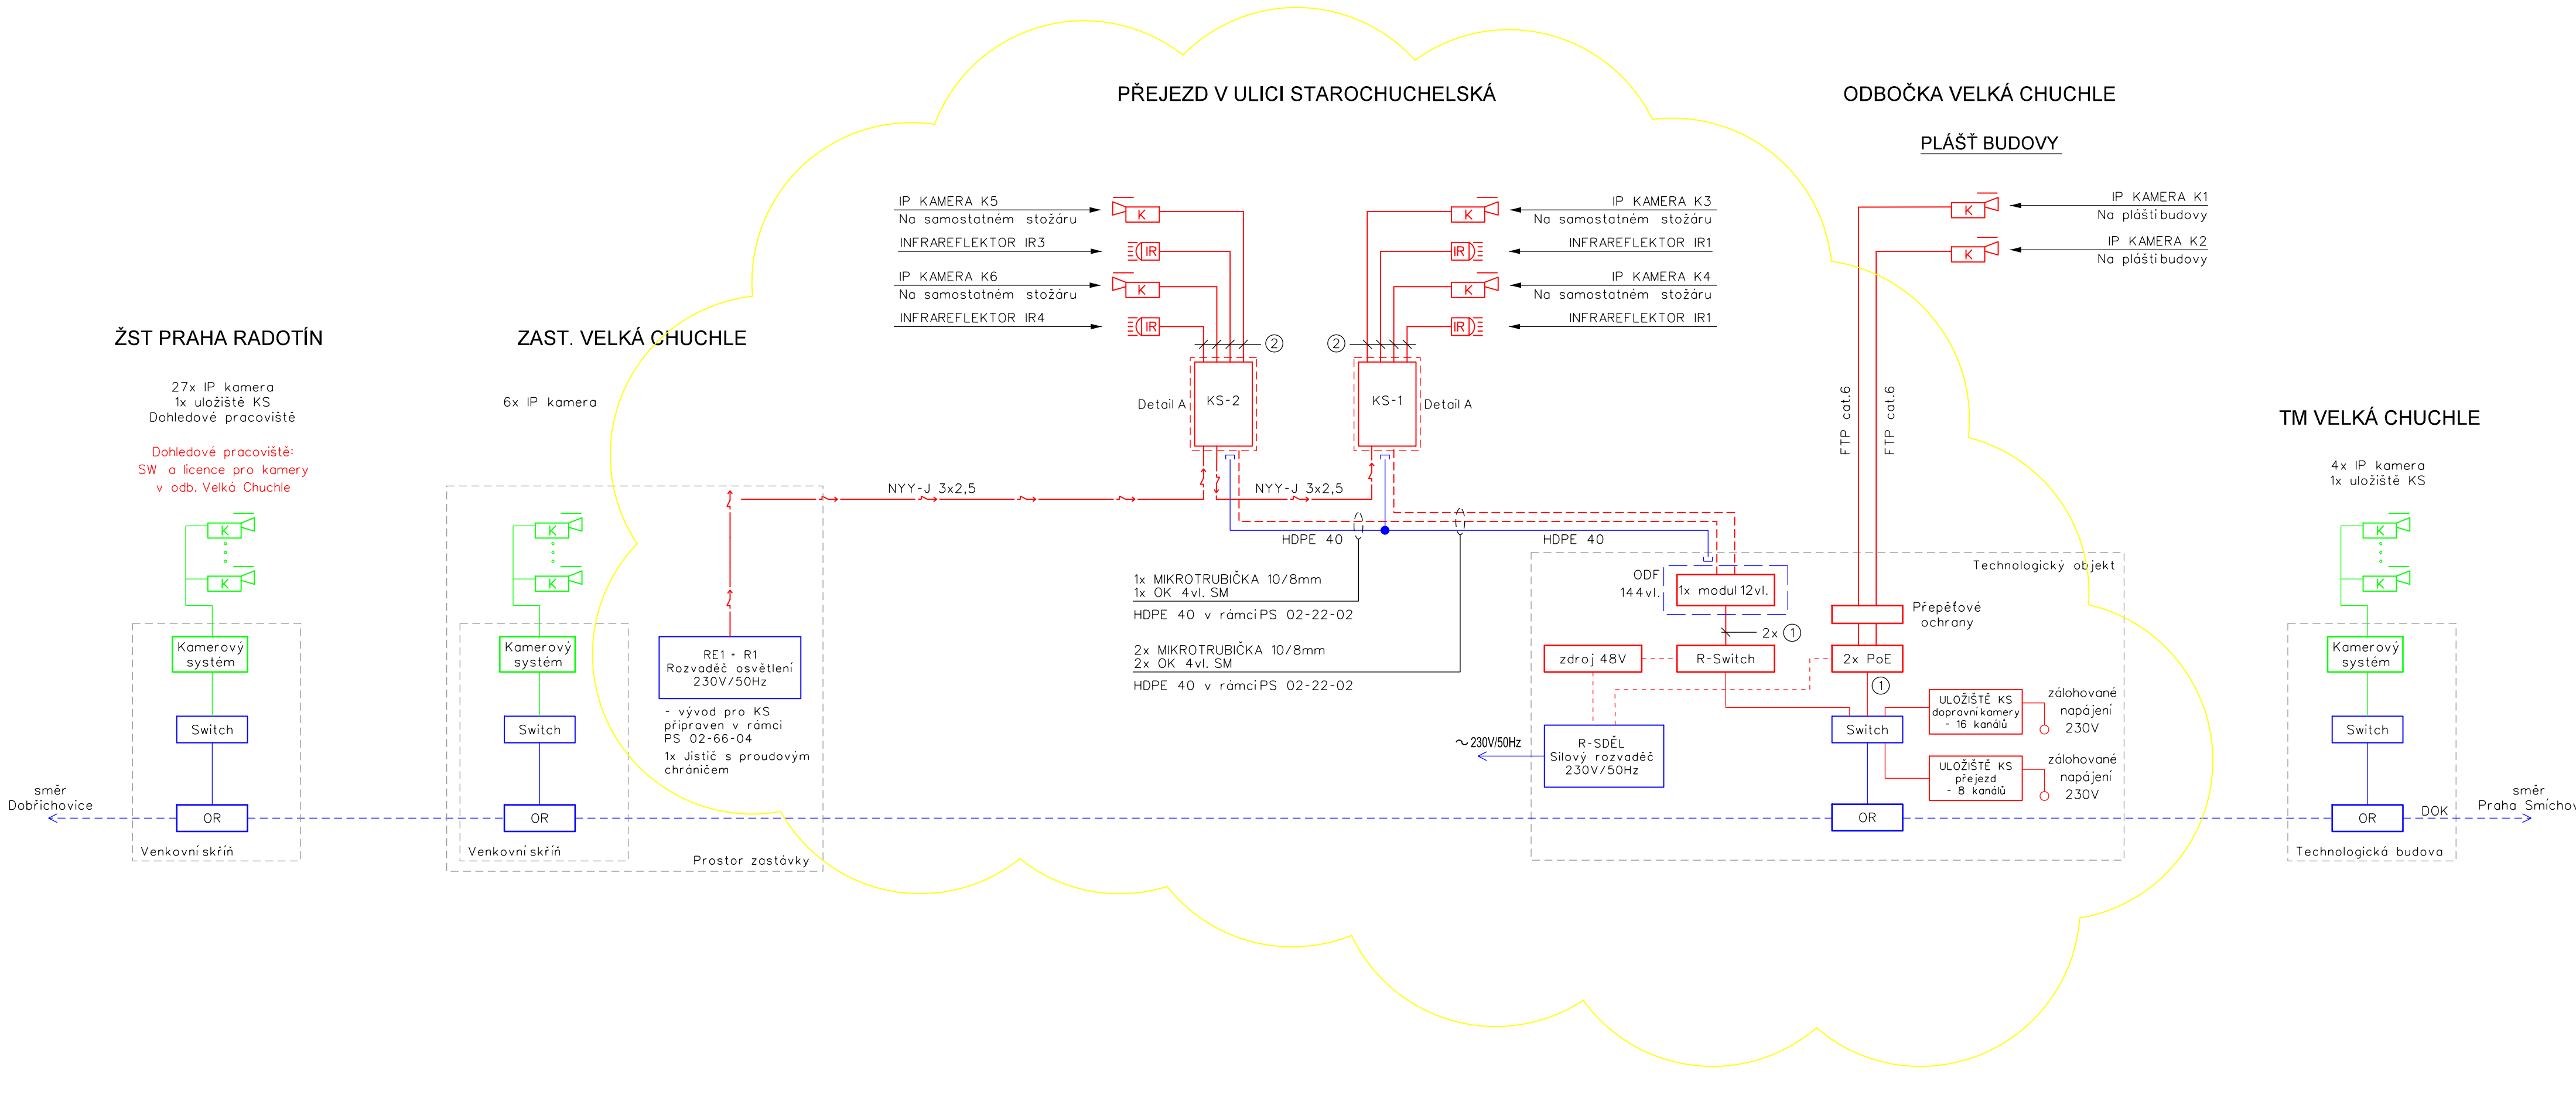 PŘEJEZD V ULICI STAROCHUCHELSKÁ
ODBOČKA VELKÁ CHUCHLE
PLÁŠŤ BUDOVY
IP KAMERA K5
Na samostatném stožáru
INFRAREFLEKTOR IR3
IP KAMERA K6
Na samostatném stožáru
INFRAREFLEKTOR IR4
K
IR
K
IR
2
KS-2
Detail A
IP KAMERA K3
Na samostatném stožáru
INFRAREFLEKTOR IR1
IP KAMERA K4
Na samostatném stožáru
INFRAREFLEKTOR IR1
K
IR
K
IR
2
KS-1
Detail A
IP KAMERA K1
Na plášti budovy
IP KAMERA K2
Na plášti budovy
K
K
FTP cat.6
FTP cat.6
ŽST PRAHA RADOTÍN
27x IP kamera
1x uložiště KS
Dohledové pracoviště
Dohledové pracoviště:
SW a licence pro kamery
v odb. Velká Chuchle
K
K
Kamerový
systém
Switch
OR
Venkovní skříň
směr
Dobřichovice
ZAST. VELKÁ CHUCHLE
6x IP kamera
K
K
Kamerový
systém
Switch
OR
Venkovní skříň
RE1 + R1
Rozvaděč osvětlení
230V/50Hz
- vývod pro KS
připraven v rámci
PS 02-66-04
1x Jistič s proudovým
chráničem
Prostor zastávky
NYY-J 3x2,5
NYY-J 3x2,5
HDPE 40
HDPE 40
1x MIKROTRUBIČKA 10/8mm
1x OK 4vl. SM
HDPE 40 v rámci PS 02-22-02
2x MIKROTRUBIČKA 10/8mm
2x OK 4vl. SM
HDPE 40 v rámci PS 02-22-02
Technologický objekt
ODF
144vl.
1x modul 12vl.
2x 1
zdroj 48V
R-Switch
Přepěťové
ochrany
2x PoE
1
R-SDĚL
Silový rozvaděč
230V/50Hz
~ 230V/50Hz
Switch
ULOŽIŠTĚ KS
dopravní kamery
- 16 kanálů
zálohované
napájení
230V
ULOŽIŠTĚ KS
přejezd
- 8 kanálů
zálohované
napájení
230V
OR
TM VELKÁ CHUCHLE
4x IP kamera
1x uložiště KS
K
K
Kamerový
systém
Switch
OR
DOK
Technologická budova
směr
Praha Smíchov